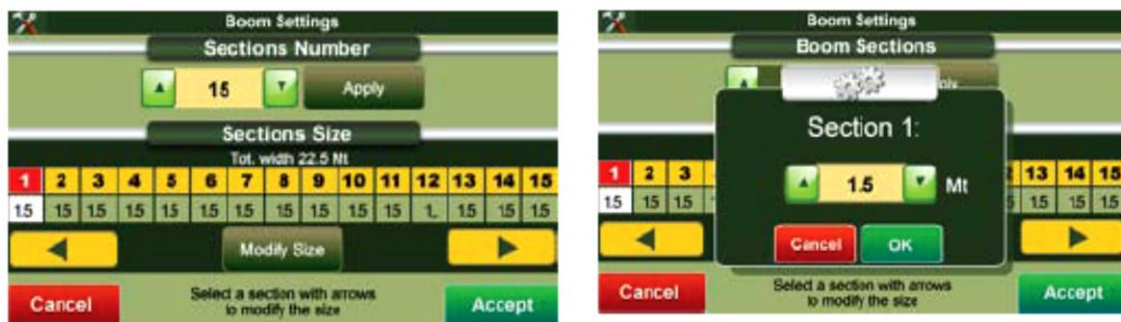 Boom Settings
Sections Number
15
Apply
Sections Size
Tot. width 22.5 Mt
1 2 3 4 5 6 7 8 9 10 11 12 13 14 15
1.5 1.5 1.5 1.5 1.5 1.5 1.5 1.5 1.5 1.5 1.5 1. 1.5 1.5 1.5
Modify Size
Cancel
Select a section with arrows
to modify the size
Accept
Boom Settings
Boom Sections
Section 1:
1 2 3 13 14 15
1.5 1.5 1.5 1.5 1.5 1.5
1.5 Mt
Cancel OK
Cancel
Select a section with arrows
to modify the size
Accept